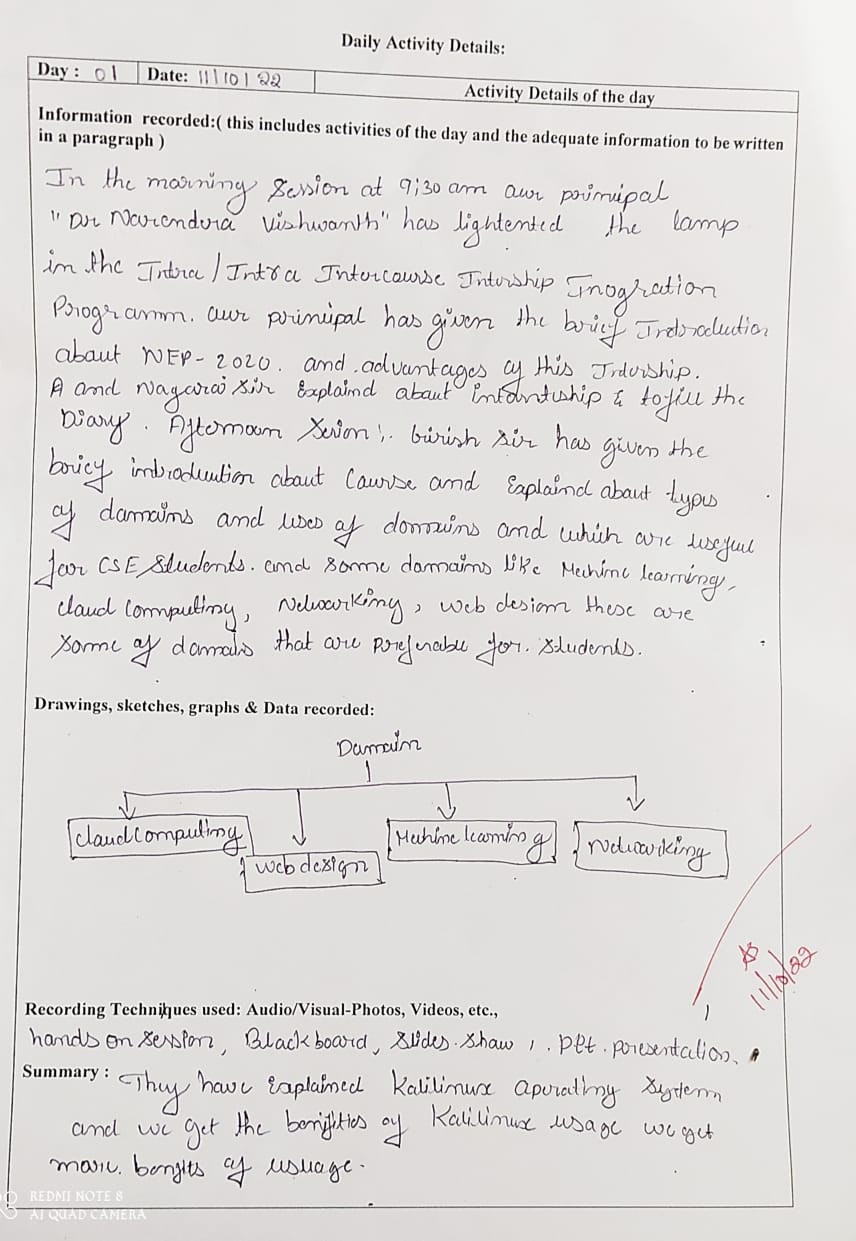 Daily Activity Details:
Day : 01 Date: 11/10/22
Activity Details of the day
Information recorded:( this includes activities of the day and the adequate information to be written
in a paragraph )
In the morning session at 9:30 am our principal
"Dr Narendera Vishwanth" has lightented the lamp
in the Intra / Intra Intercourse Intership Inogration
Programm. our principal has given the brief Introduction
about NEP-2020. and advantages of this Intership.
A and Nagaraj sir Explaind about & to fill the
Diary. Afternoon Session :. Girish sir has given the
brief introduction about Course and Explaind about types
of domains and uses of domains and which are useful
for CSE Students. and some domains like Mechine learning,
cloud computing, Networking, web design these are
some of domais that are preferable for. students.
Drawings, sketches, graphs & Data recorded:
Domain
Cloud computing
web design
Mechine learning
Networking
11/10/22
Recording Techniques used: Audio/Visual-Photos, Videos, etc.,
hands on session, Black board, Slides. Show, . PPt. presentation.
Summary : They have Explained Kalilinux operating system
and we get the of Kalilinux usage we get
more. bengits of usuage.
REDMI NOTE 8
AI QUAD CAMERA